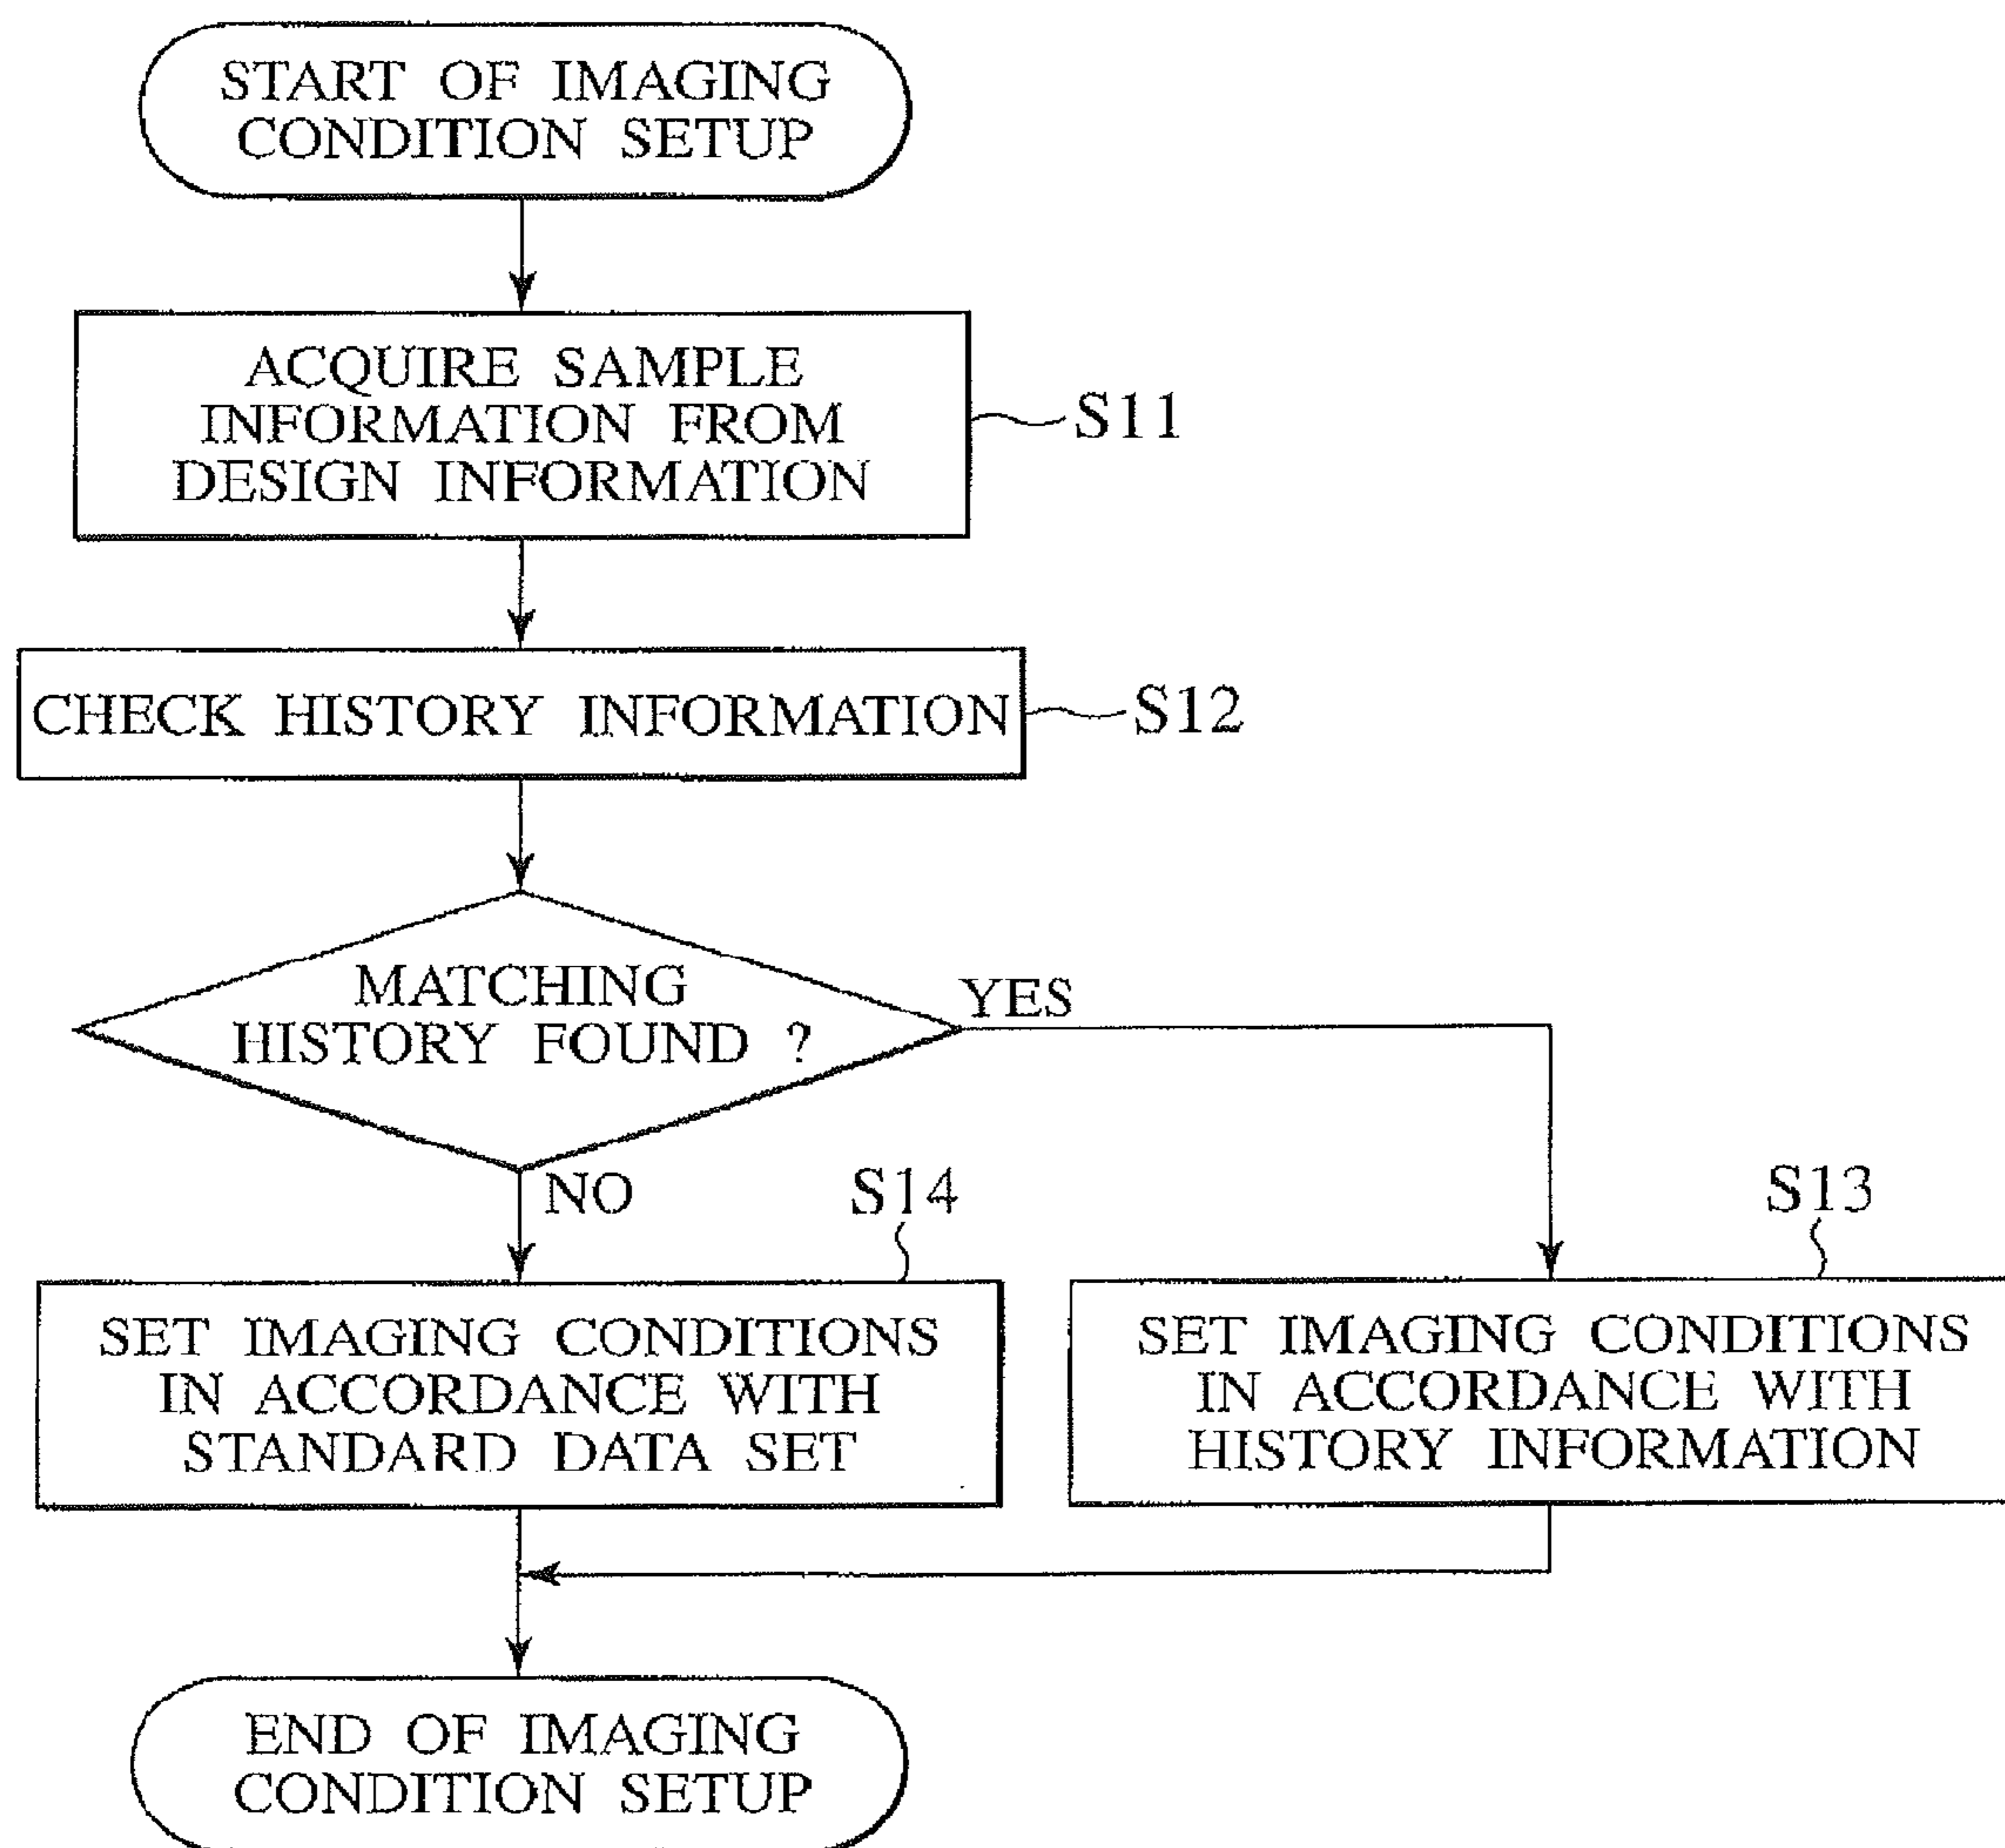 START OF IMAGING
CONDITION SETUP
ACQUIRE SAMPLE
INFORMATION FROM
DESIGN INFORMATION
S11
CHECK HISTORY INFORMATION
S12
MATCHING
HISTORY FOUND ?
YES
NO
S14
S13
SET IMAGING CONDITIONS
IN ACCORDANCE WITH
STANDARD DATA SET
SET IMAGING CONDITIONS
IN ACCORDANCE WITH
HISTORY INFORMATION
END OF IMAGING
CONDITION SETUP